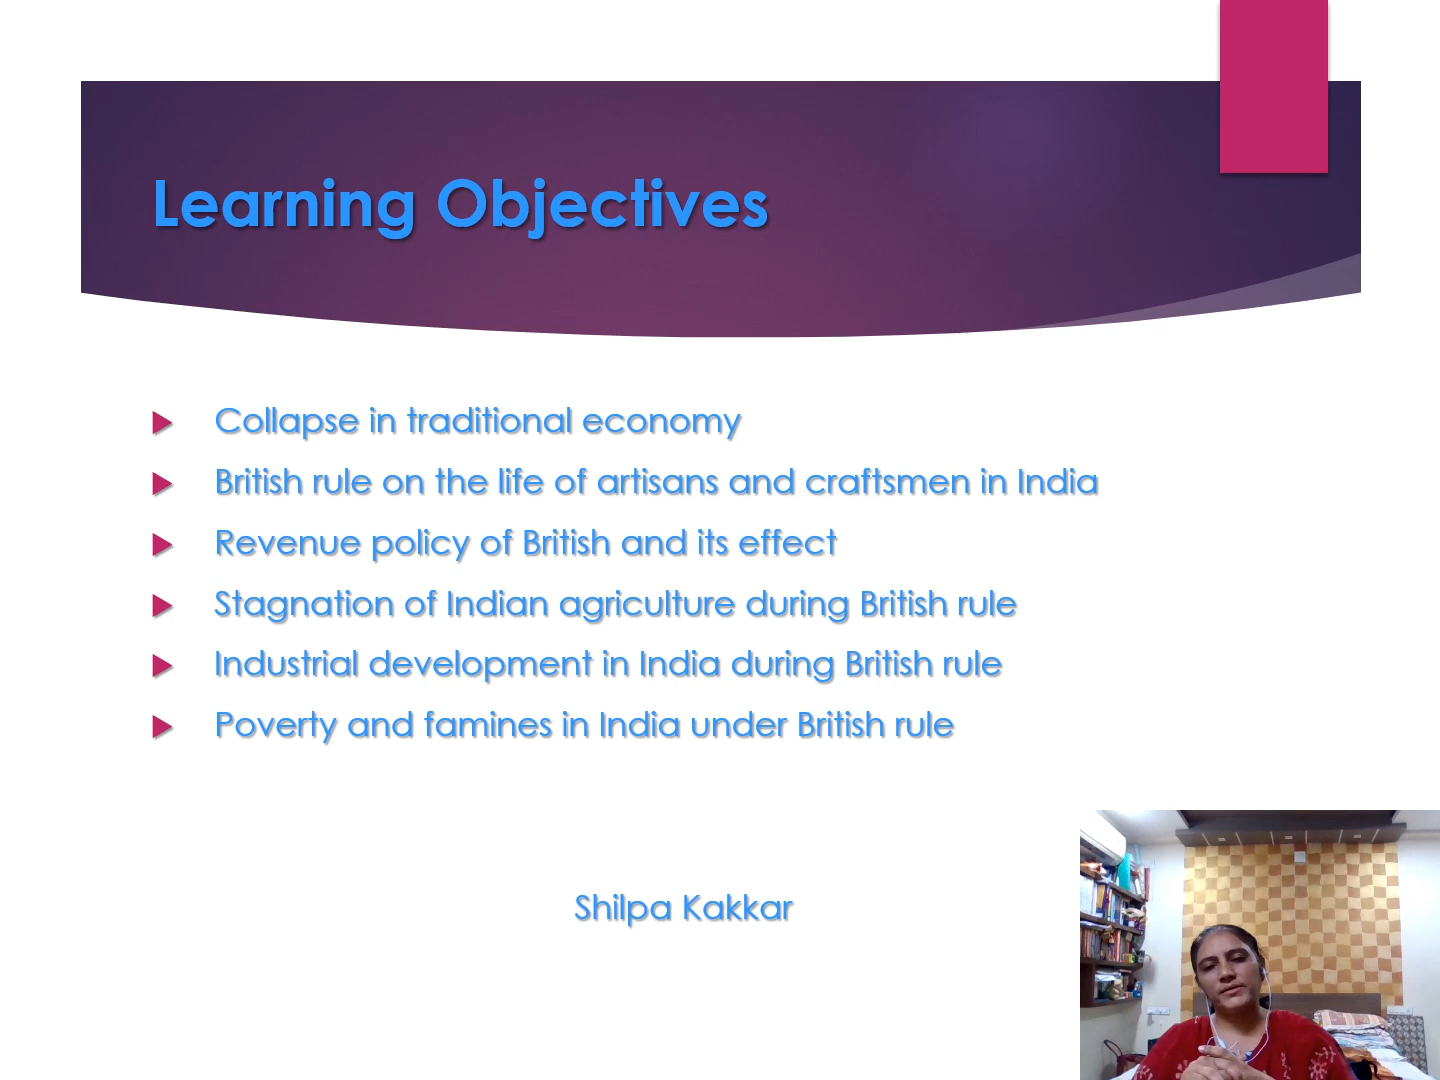 Learning Objectives
Collapse in traditional economy
British rule on the life of artisans and craftsmen in India
Revenue policy of British and its effect
Stagnation of Indian agriculture during British rule
Industrial development in India during British rule
Poverty and famines in India under British rule
Shilpa Kakkar